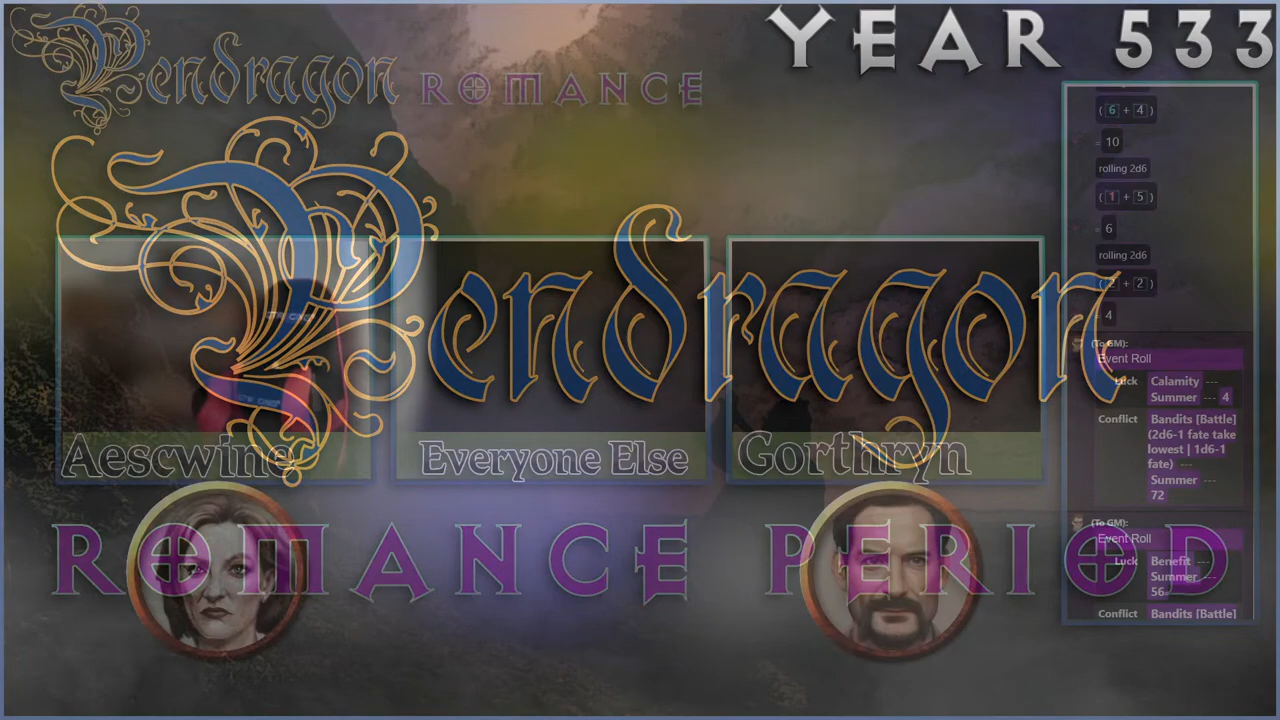 Pendragon ROMANCE
YEAR 533
Pendragon
ROMANCE PERIOD
Aescwine
Everyone Else
Gorthryn
(6 + 4)
= 10
rolling 2d6
(1 + 5)
= 6
rolling 2d6
(2 + 2)
= 4
(To GM):
Event Roll
Luck Calamity ---
Summer --- 4
Conflict Bandits [Battle]
(2d6-1 fate take
lowest | 1d6-1
fate) ---
Summer ---
72
(To GM):
Event Roll
Luck Benefit ---
Summer ---
56
Conflict Bandits [Battle]